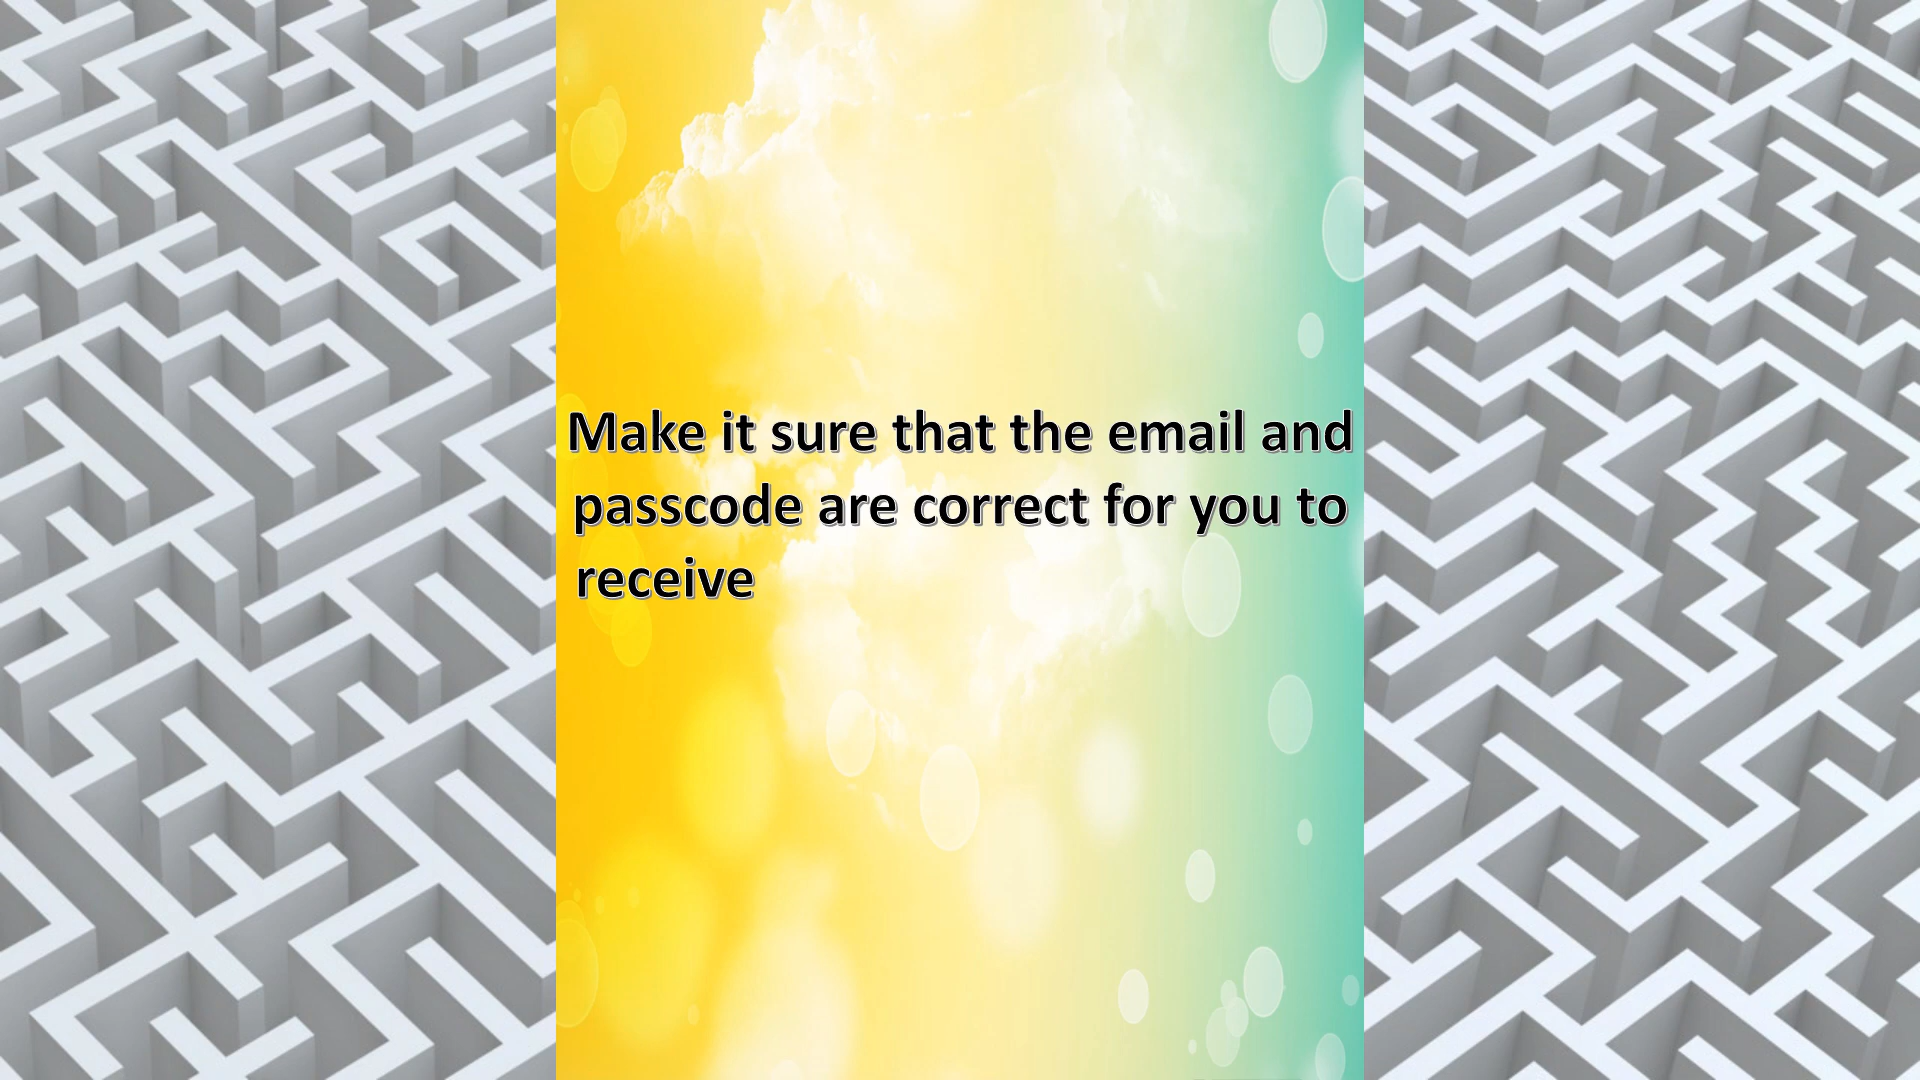 Make it sure that the email and
passcode are correct for you to
receive